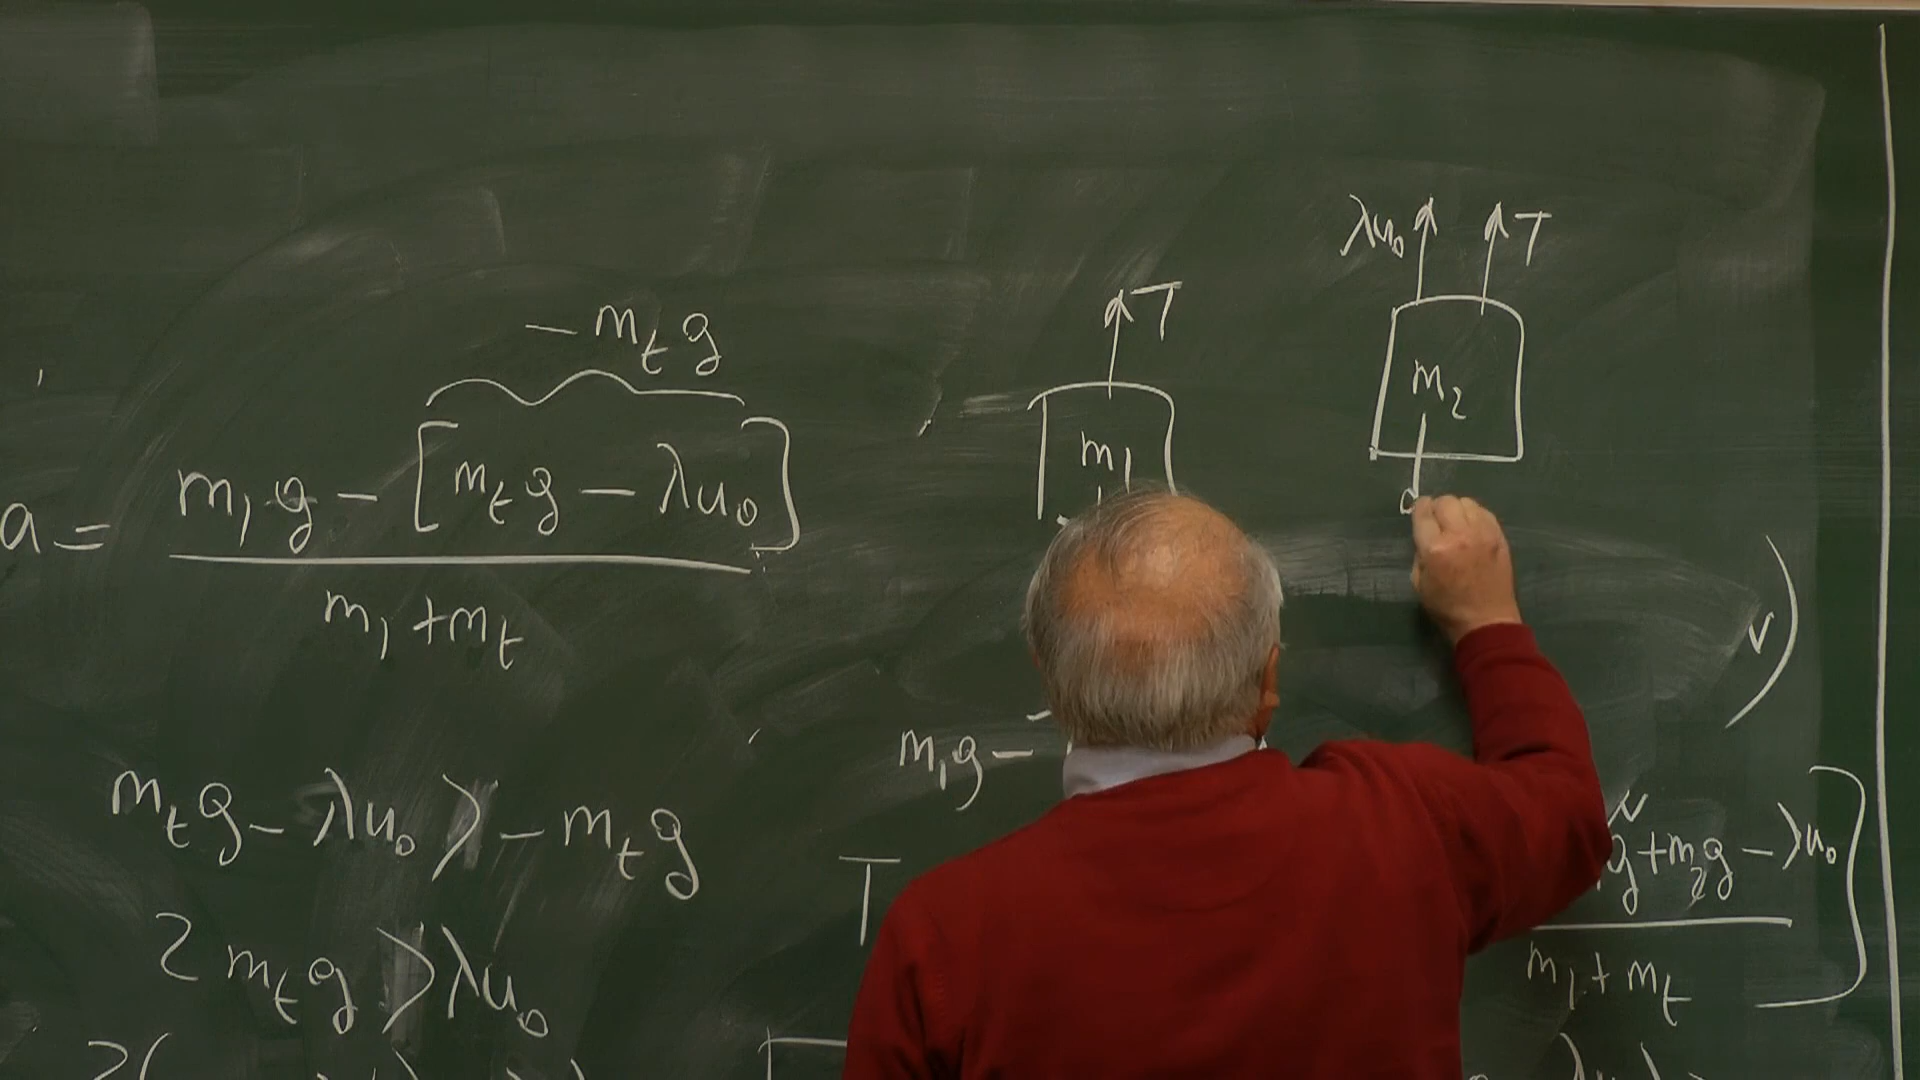 − m_t g
a = (m_1 g − [m_t g − λu_0]) / (m_1 + m_t)
m_t g − λu_0 > − m_t g
2 m_t g > λu_0
2(
T
m_1
λu_0
T
m_2
m_1 g −
T
g + m_2 g − λu_0
m_1 + m_t